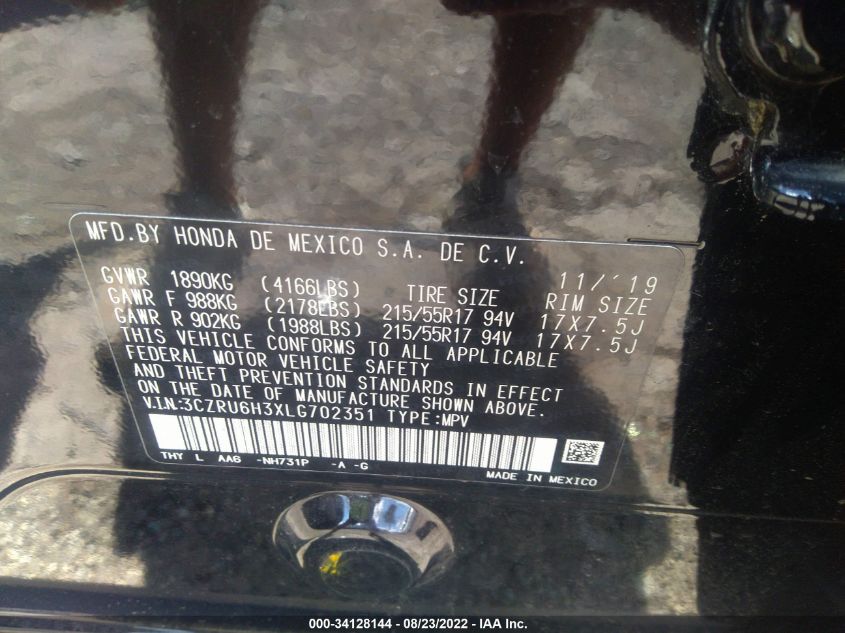 MFD.BY HONDA DE MEXICO S.A. DE C.V.
11/'19
GVWR 1890KG (4166LBS) TIRE SIZE RIM SIZE
GAWR F 988KG (2178LBS) 215/55R17 94V 17X7.5J
GAWR R 902KG (1988LBS) 215/55R17 94V 17X7.5J
THIS VEHICLE CONFORMS TO ALL APPLICABLE
FEDERAL MOTOR VEHICLE SAFETY
AND THEFT PREVENTION STANDARDS IN EFFECT
ON THE DATE OF MANUFACTURE SHOWN ABOVE.
V.I.N:3CZRU6H3XLG702351 TYPE:MPV
THY L AA6 -NH731P -A -G
MADE IN MEXICO
000-34128144 - 08/23/2022 - IAA Inc.